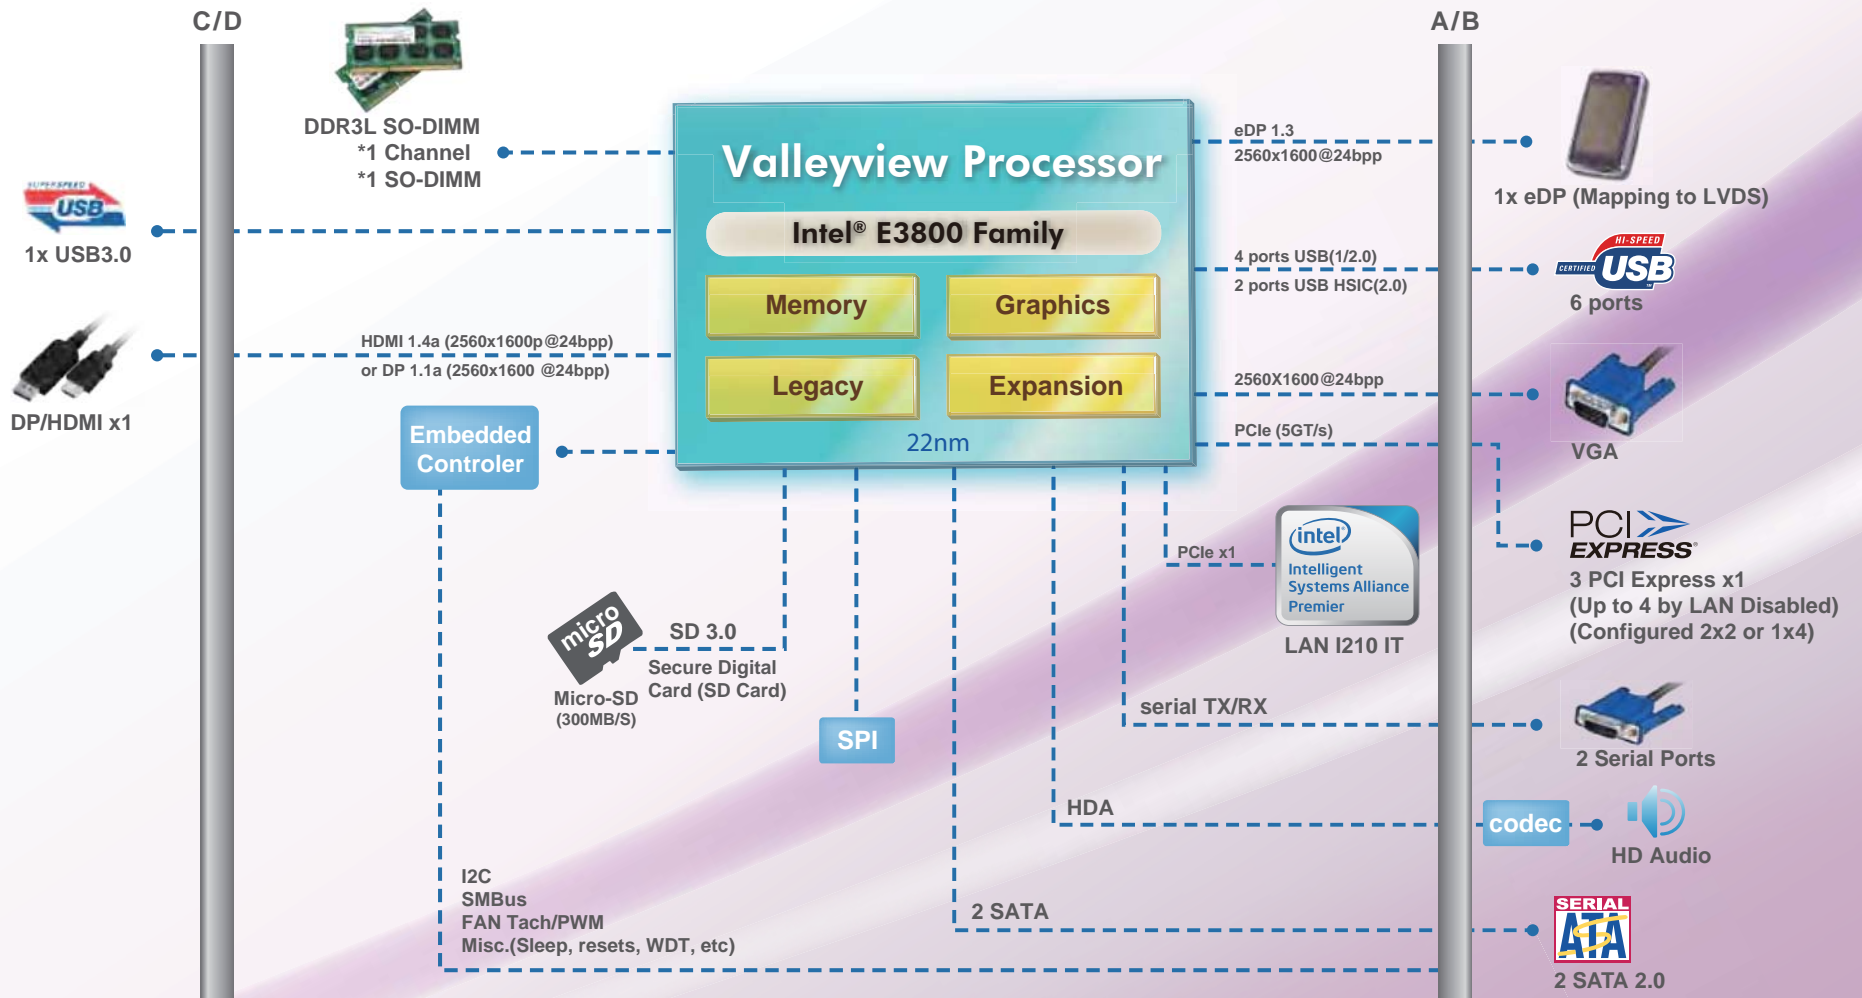 C/D
A/B
DDR3L SO-DIMM
*1 Channel
*1 SO-DIMM
SUPERSPEED
USB
1x USB3.0
HDMI 1.4a (2560x1600p@24bpp)
or DP 1.1a (2560x1600 @24bpp)
DP/HDMI x1
Embedded
Controler
Valleyview Processor
Intel® E3800 Family
Memory
Graphics
Legacy
Expansion
22nm
eDP 1.3
2560x1600@24bpp
1x eDP (Mapping to LVDS)
4 ports USB(1/2.0)
2 ports USB HSIC(2.0)
HI-SPEED
CERTIFIED USB
6 ports
2560X1600@24bpp
VGA
PCIe (5GT/s)
PCI
EXPRESS®
3 PCI Express x1
(Up to 4 by LAN Disabled)
(Configured 2x2 or 1x4)
PCIe x1
intel
Intelligent
Systems Alliance
Premier
LAN I210 IT
micro
SD
Micro-SD
(300MB/S)
SD 3.0
Secure Digital
Card (SD Card)
SPI
serial TX/RX
2 Serial Ports
HDA
codec
HD Audio
I2C
SMBus
FAN Tach/PWM
Misc.(Sleep, resets, WDT, etc)
2 SATA
SERIAL
ATA
2 SATA 2.0